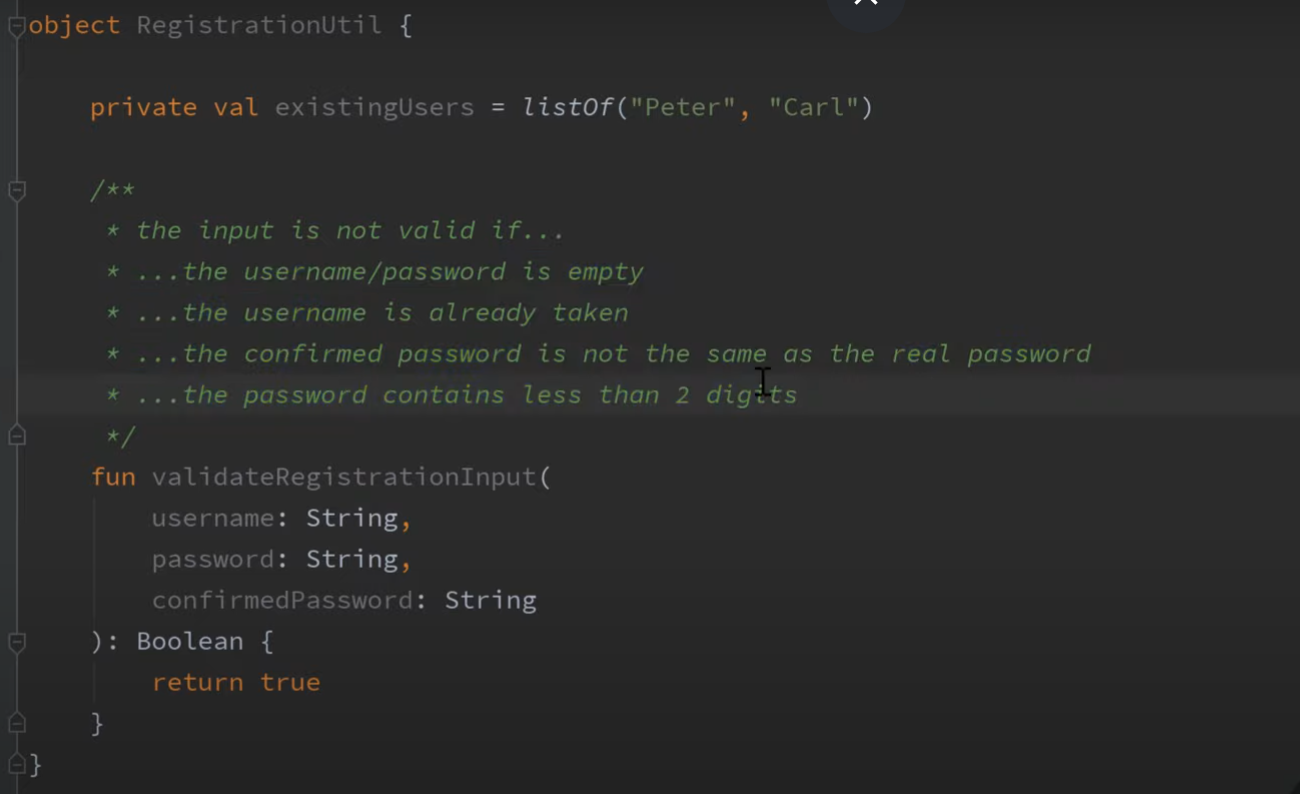 object RegistrationUtil {
private val existingUsers = listOf("Peter", "Carl")
/**
* the input is not valid if...
* ...the username/password is empty
* ...the username is already taken
* ...the confirmed password is not the same as the real password
* ...the password contains less than 2 digits
*/
fun validateRegistrationInput(
username: String,
password: String,
confirmedPassword: String
): Boolean {
return true
}
}